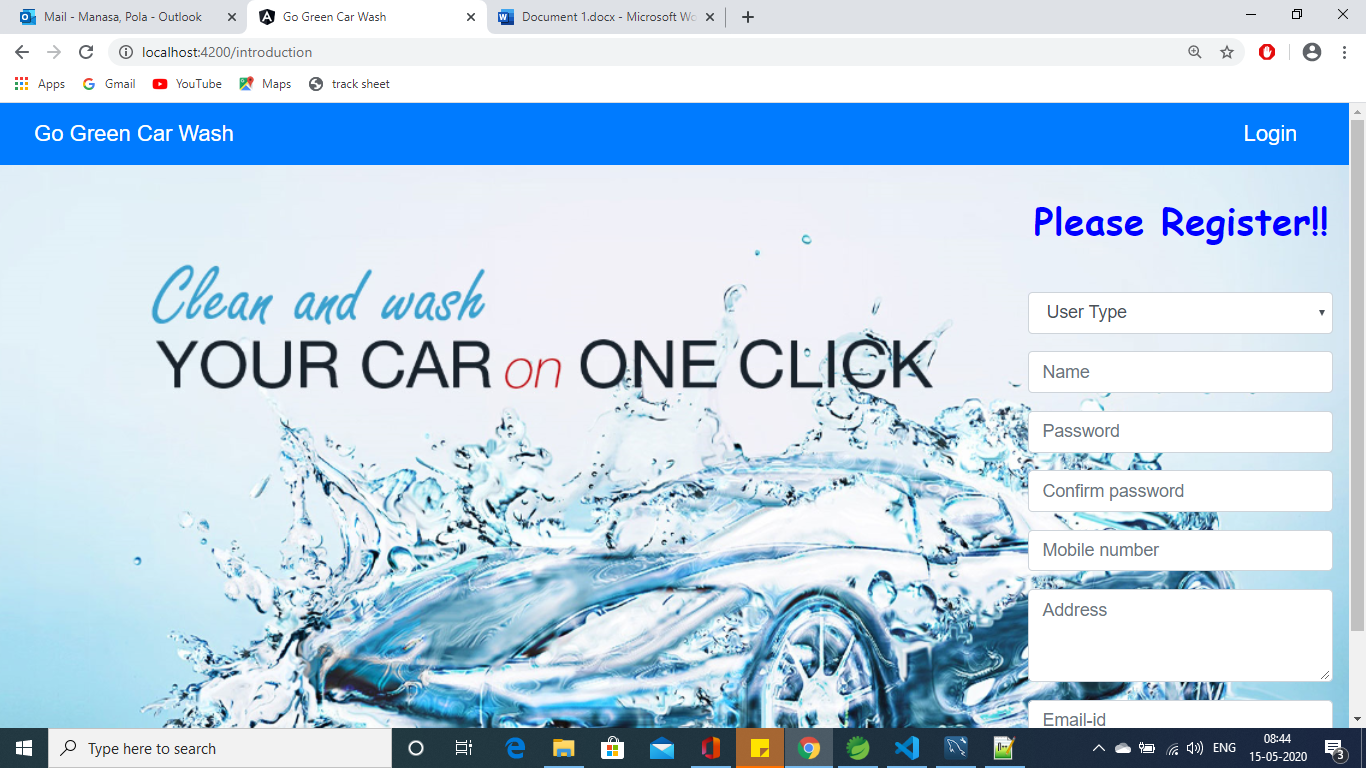 Mail - Manasa, Pola - Outlook
Go Green Car Wash
Document 1.docx - Microsoft Wo
localhost:4200/introduction
Apps
Gmail
YouTube
Maps
track sheet
Go Green Car Wash
Login
Please Register!!
Clean and wash
YOUR CAR on ONE CLICK
User Type
Name
Password
Confirm password
Mobile number
Address
Email-id
Type here to search
ENG
08:44
15-05-2020
3